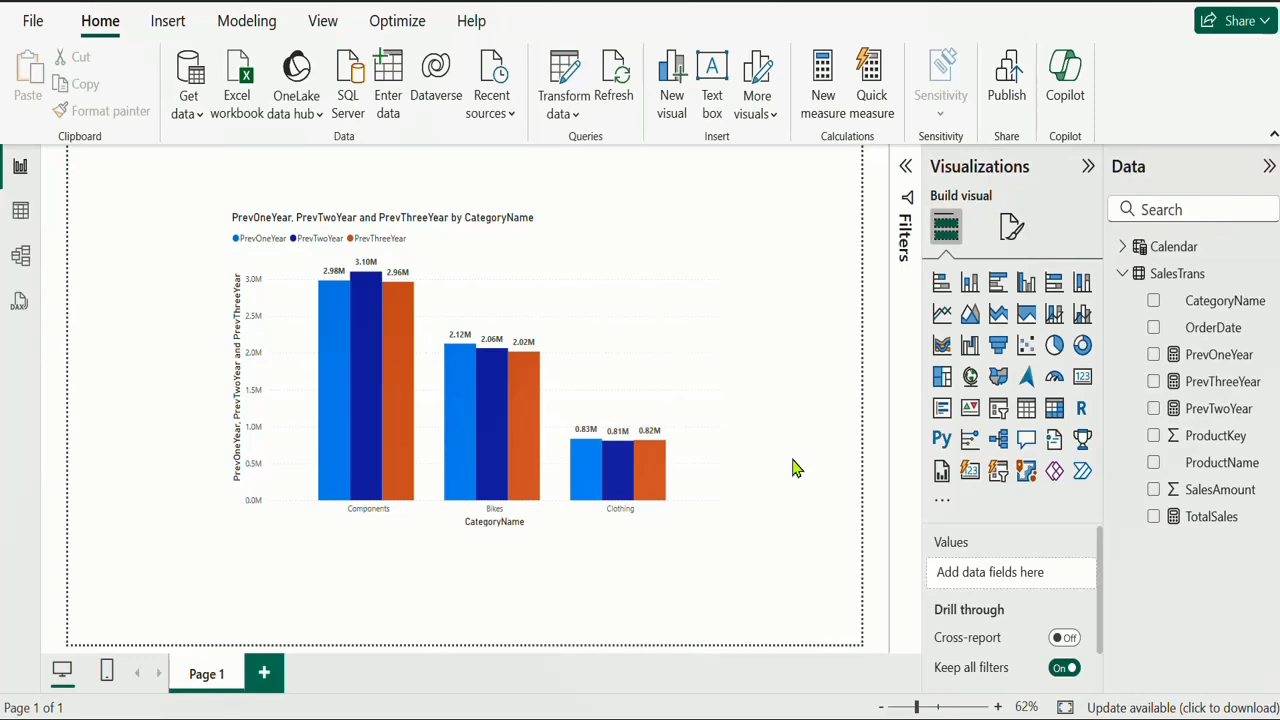 File Home Insert Modeling View Optimize Help Share
Paste Cut Copy Format painter
Clipboard
Get data Excel workbook OneLake data hub SQL Server Enter data Dataverse Recent sources
Data
Transform data Refresh
Queries
New visual Text box More visuals
Insert
New measure Quick measure
Calculations
Sensitivity
Sensitivity
Publish
Share
Copilot
Copilot
PrevOneYear, PrevTwoYear and PrevThreeYear by CategoryName
PrevOneYear PrevTwoYear PrevThreeYear
PrevOneYear, PrevTwoYear and PrevThreeYear
3.0M
2.5M
2.0M
1.5M
1.0M
0.5M
0.0M
2.98M 3.10M 2.96M
2.12M 2.06M 2.02M
0.83M 0.81M 0.82M
Components Bikes Clothing
CategoryName
Filters
Visualizations
Build visual
123
R
Py
123
Values
Add data fields here
Drill through
Cross-report Off
Keep all filters On
Data
Search
Calendar
SalesTrans
CategoryName
OrderDate
PrevOneYear
PrevThreeYear
PrevTwoYear
ProductKey
ProductName
SalesAmount
TotalSales
Page 1
Page 1 of 1
62%
Update available (click to download)